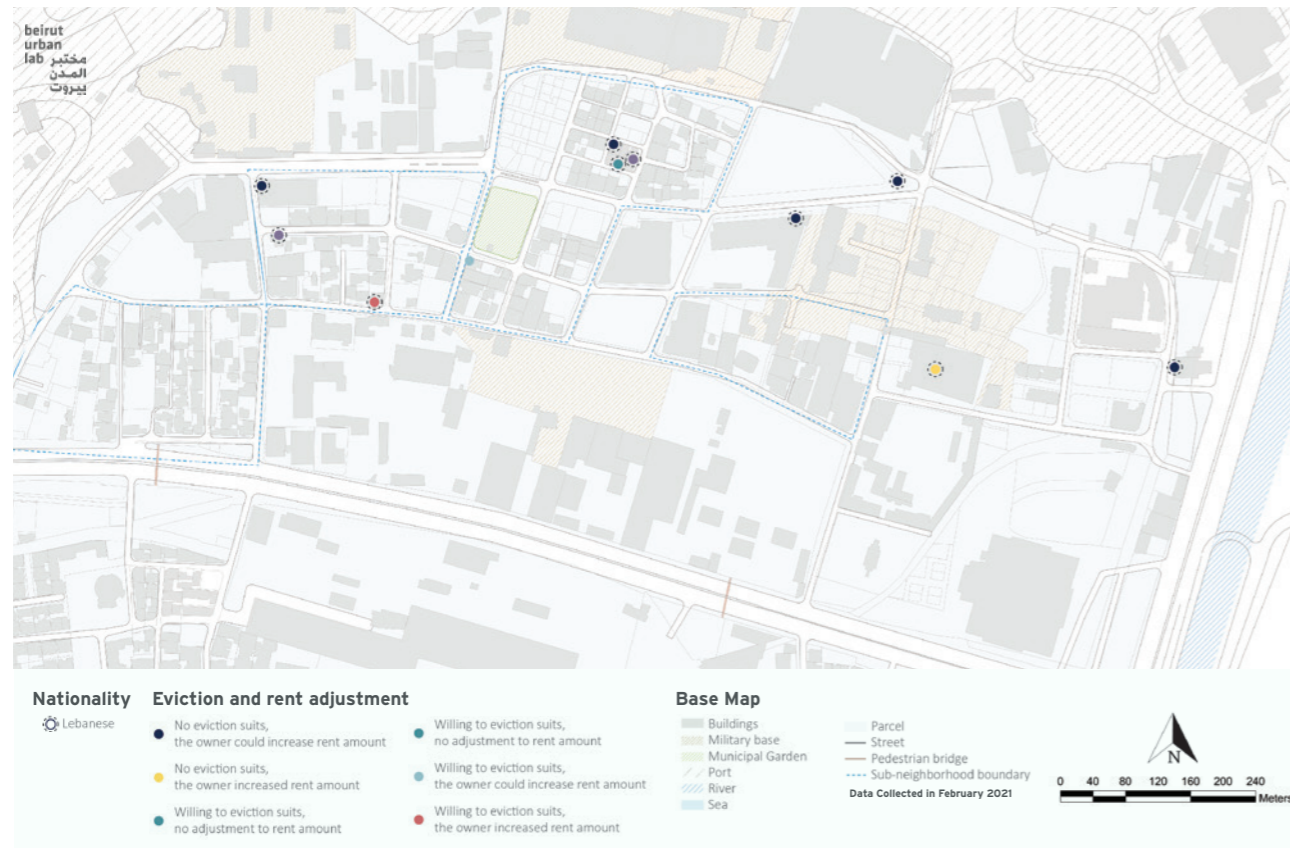 beirut
urban
lab مختبر
المدن
بيروت
Nationality
Lebanese
Eviction and rent adjustment
No eviction suits,
the owner could increase rent amount
No eviction suits,
the owner increased rent amount
Willing to eviction suits,
no adjustment to rent amount
Willing to eviction suits,
no adjustment to rent amount
Willing to eviction suits,
the owner could increase rent amount
Willing to eviction suits,
the owner increased rent amount
Base Map
Buildings
Military base
Municipal Garden
Port
River
Sea
Parcel
Street
Pedestrian bridge
Sub-neighborhood boundary
Data Collected in February 2021
N
0 40 80 120 160 200 240
Meters